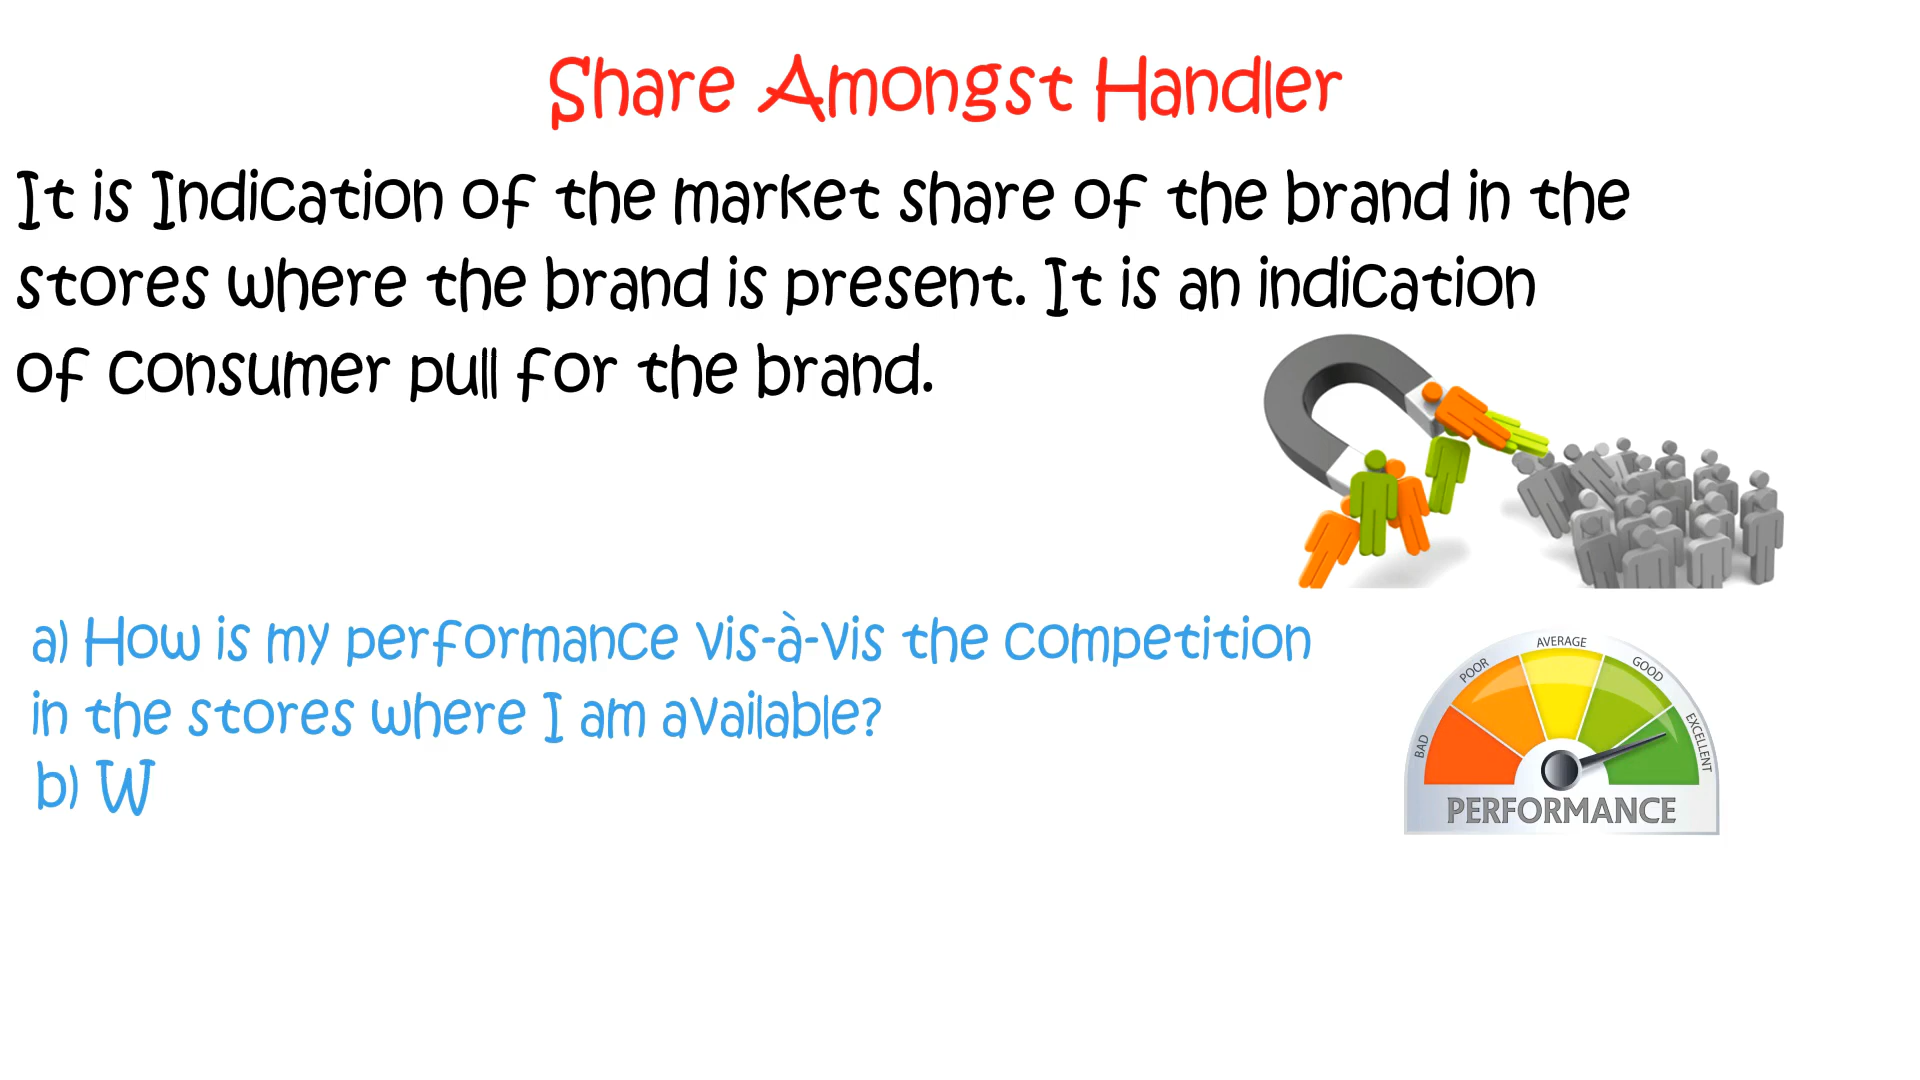 Share Amongst Handler
It is Indication of the market share of the brand in the
stores where the brand is present. It is an indication
of consumer pull for the brand.
a) How is my performance vis-à-vis the competition
in the stores where I am available?
b) W
BAD
POOR
AVERAGE
GOOD
EXCELLENT
PERFORMANCE